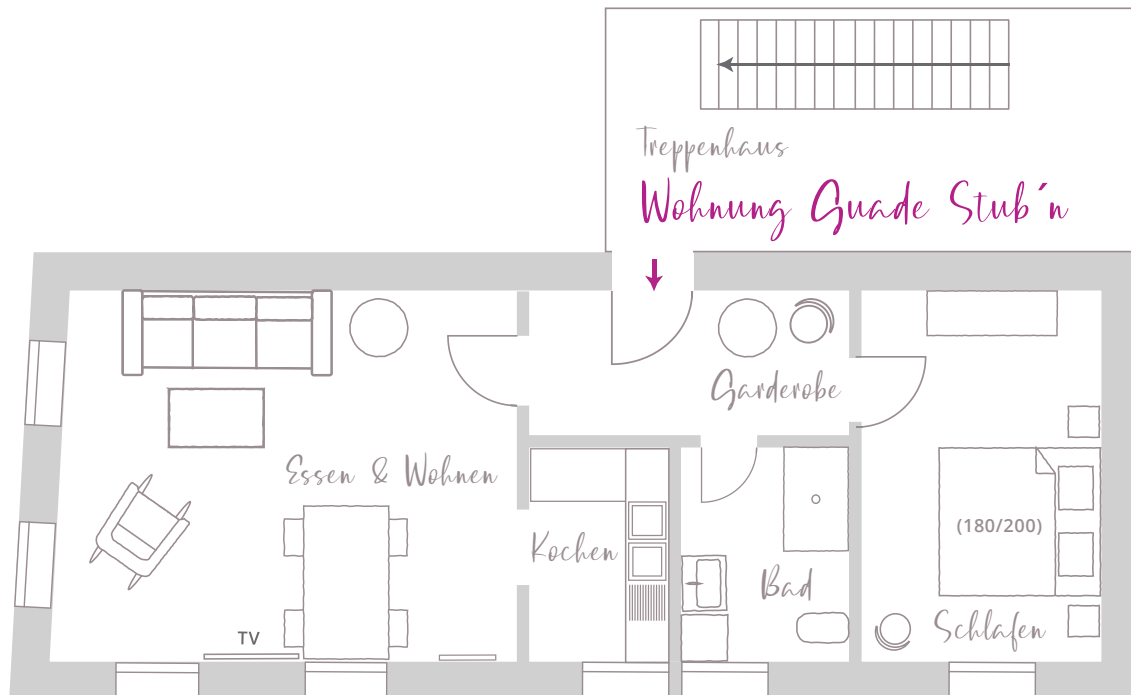 Treppenhaus
Wohnung Guade Stub´n
Garderobe
Essen & Wohnen
Kochen
(180/200)
Bad
Schlafen
TV